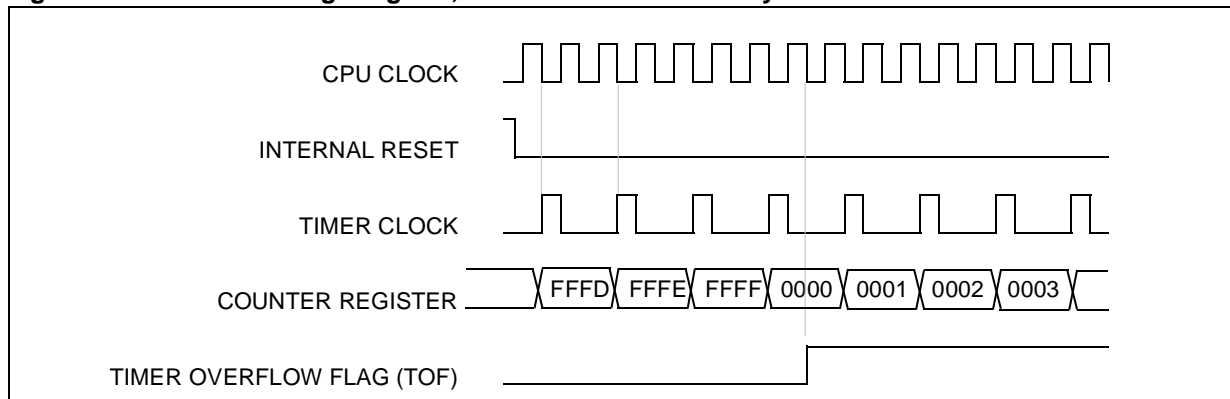 CPU CLOCK
INTERNAL RESET
TIMER CLOCK
COUNTER REGISTER FFFD FFFE FFFF 0000 0001 0002 0003
TIMER OVERFLOW FLAG (TOF)